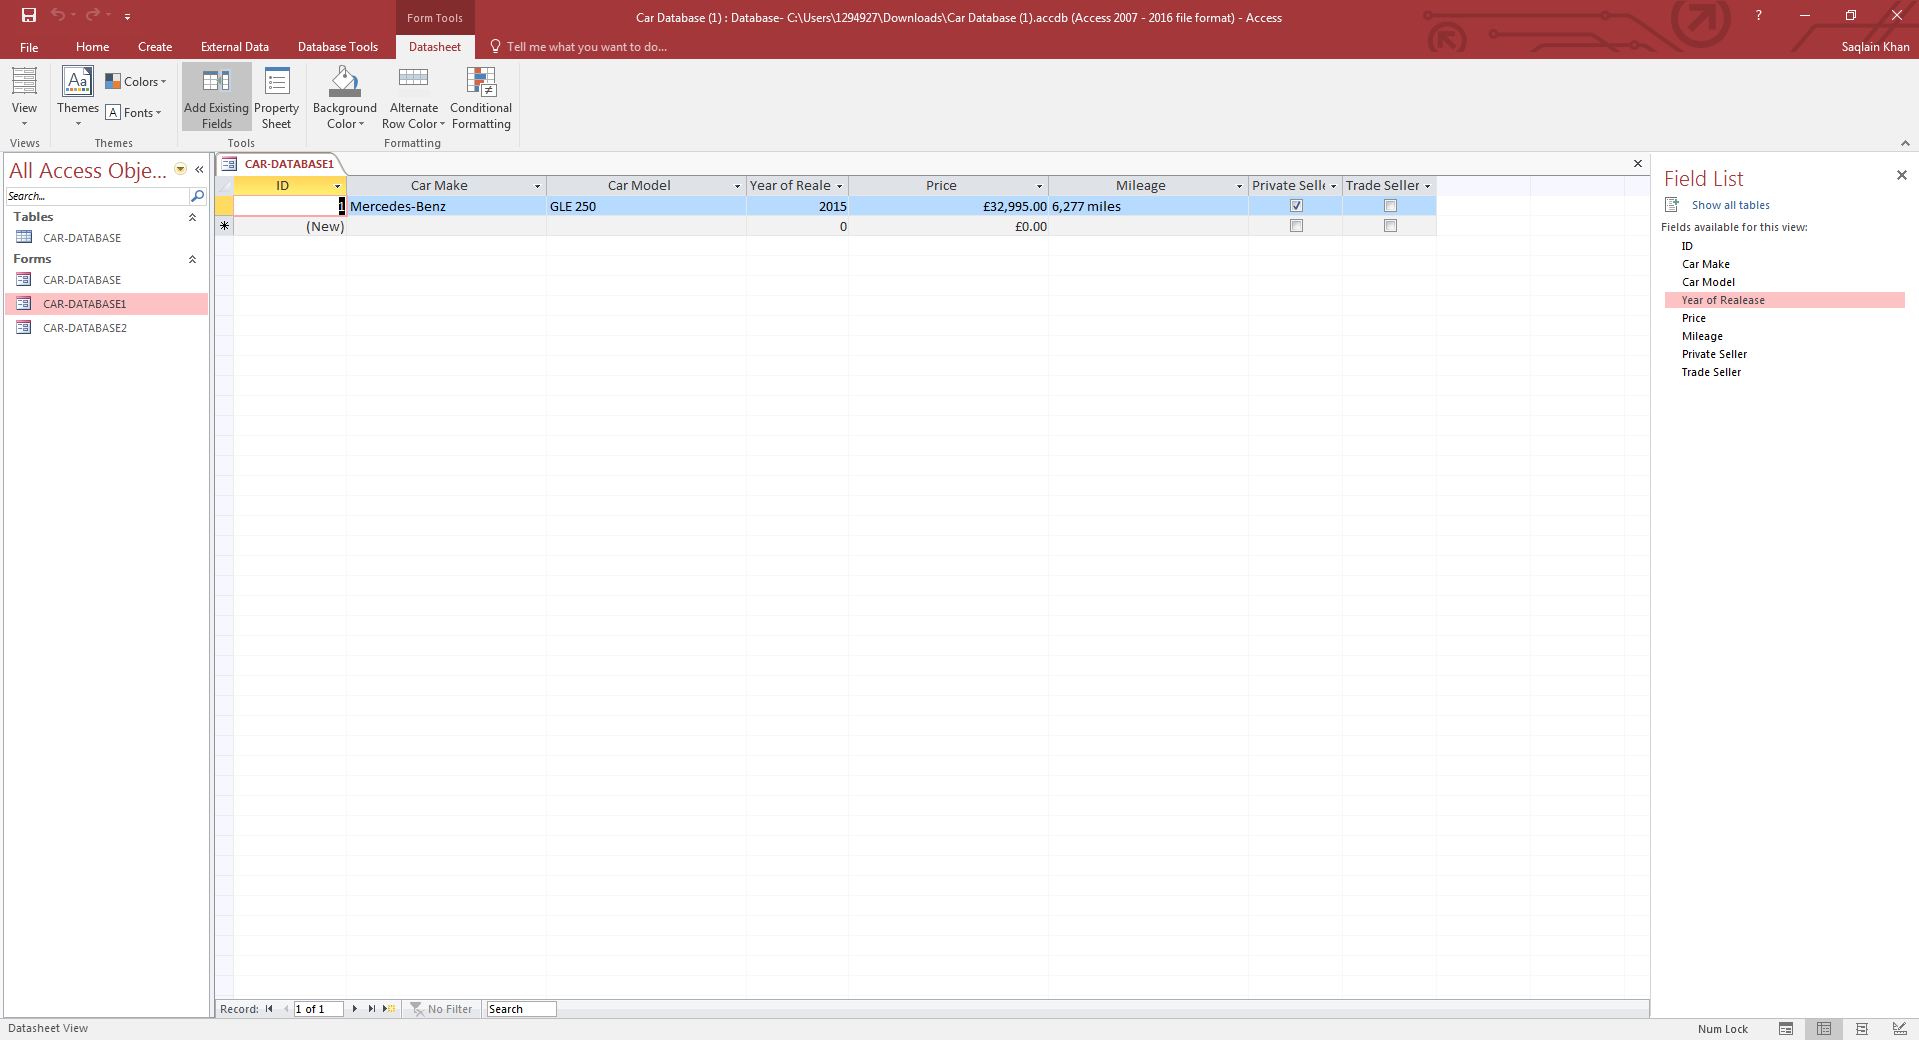 Form Tools
Car Database (1) : Database- C:\Users\1294927\Downloads\Car Database (1).accdb (Access 2007 - 2016 file format) - Access
?
File Home Create External Data Database Tools Datasheet Tell me what you want to do...
Saqlain Khan
View
Views
Aa
Themes
Colors
A Fonts
Themes
Add Existing Fields
Property Sheet
Tools
Background Color
Alternate Row Color
Conditional Formatting
Formatting
All Access Obje... «
Search...
Tables
CAR-DATABASE
Forms
CAR-DATABASE
CAR-DATABASE1
CAR-DATABASE2
CAR-DATABASE1
ID Car Make Car Model Year of Reale Price Mileage Private Selle Trade Seller
1 Mercedes-Benz GLE 250 2015 £32,995.00 6,277 miles
(New) 0 £0.00
Field List
Show all tables
Fields available for this view:
ID
Car Make
Car Model
Year of Realease
Price
Mileage
Private Seller
Trade Seller
Record: 1 of 1 No Filter Search
Datasheet View
Num Lock